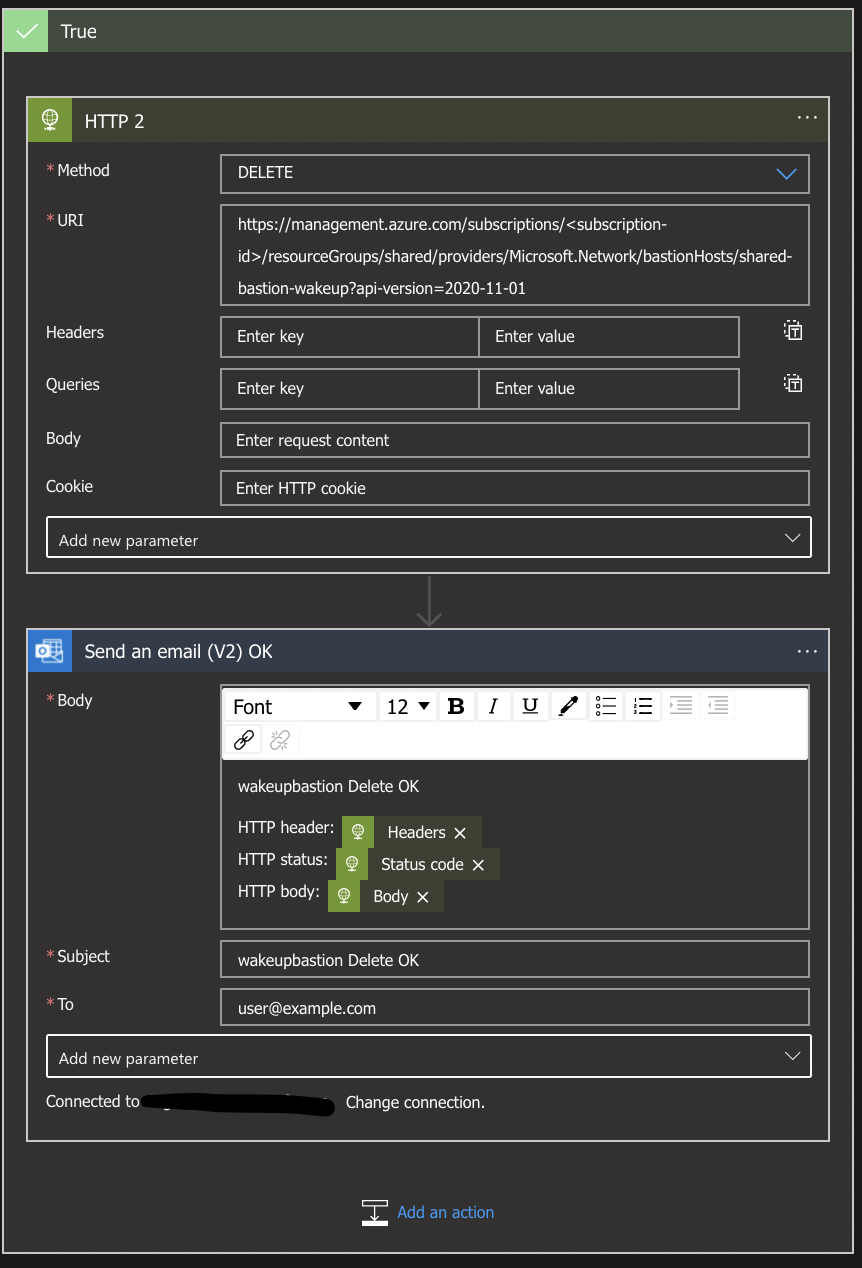 True
HTTP 2
* Method
DELETE
* URI
https://management.azure.com/subscriptions/<subscription-
id>/resourceGroups/shared/providers/Microsoft.Network/bastionHosts/shared-
bastion-wakeup?api-version=2020-11-01
Headers
Enter key Enter value
Queries
Enter key Enter value
Body
Enter request content
Cookie
Enter HTTP cookie
Add new parameter
Send an email (V2) OK
* Body
Font 12 B I U
wakeupbastion Delete OK
HTTP header: Headers
HTTP status: Status code
HTTP body: Body
* Subject
wakeupbastion Delete OK
* To
user@example.com
Add new parameter
Connected to Change connection.
Add an action